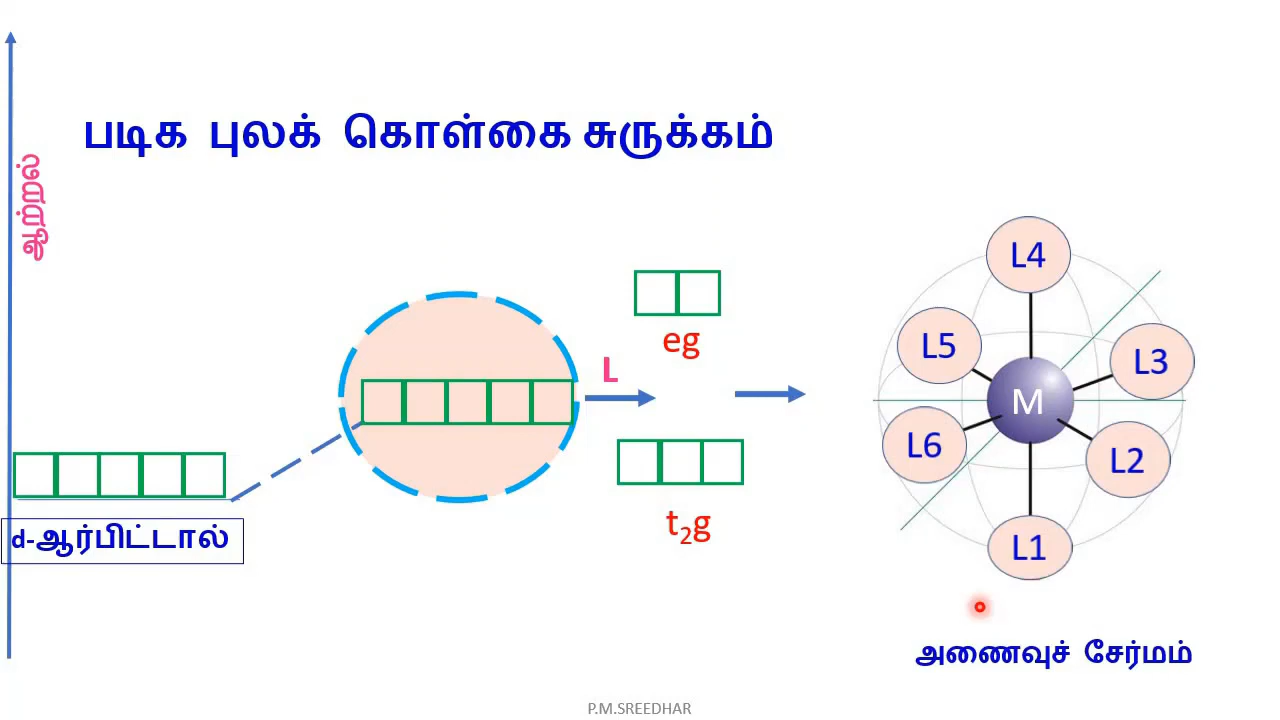 படிக புலக் கொள்கை சுருக்கம்
ஆற்றல்
L4
eg
L5
L3
L
M
L6
L2
d-ஆர்பிட்டால்
t₂g
L1
அணைவுச் சேர்மம்
P.M.SREEDHAR